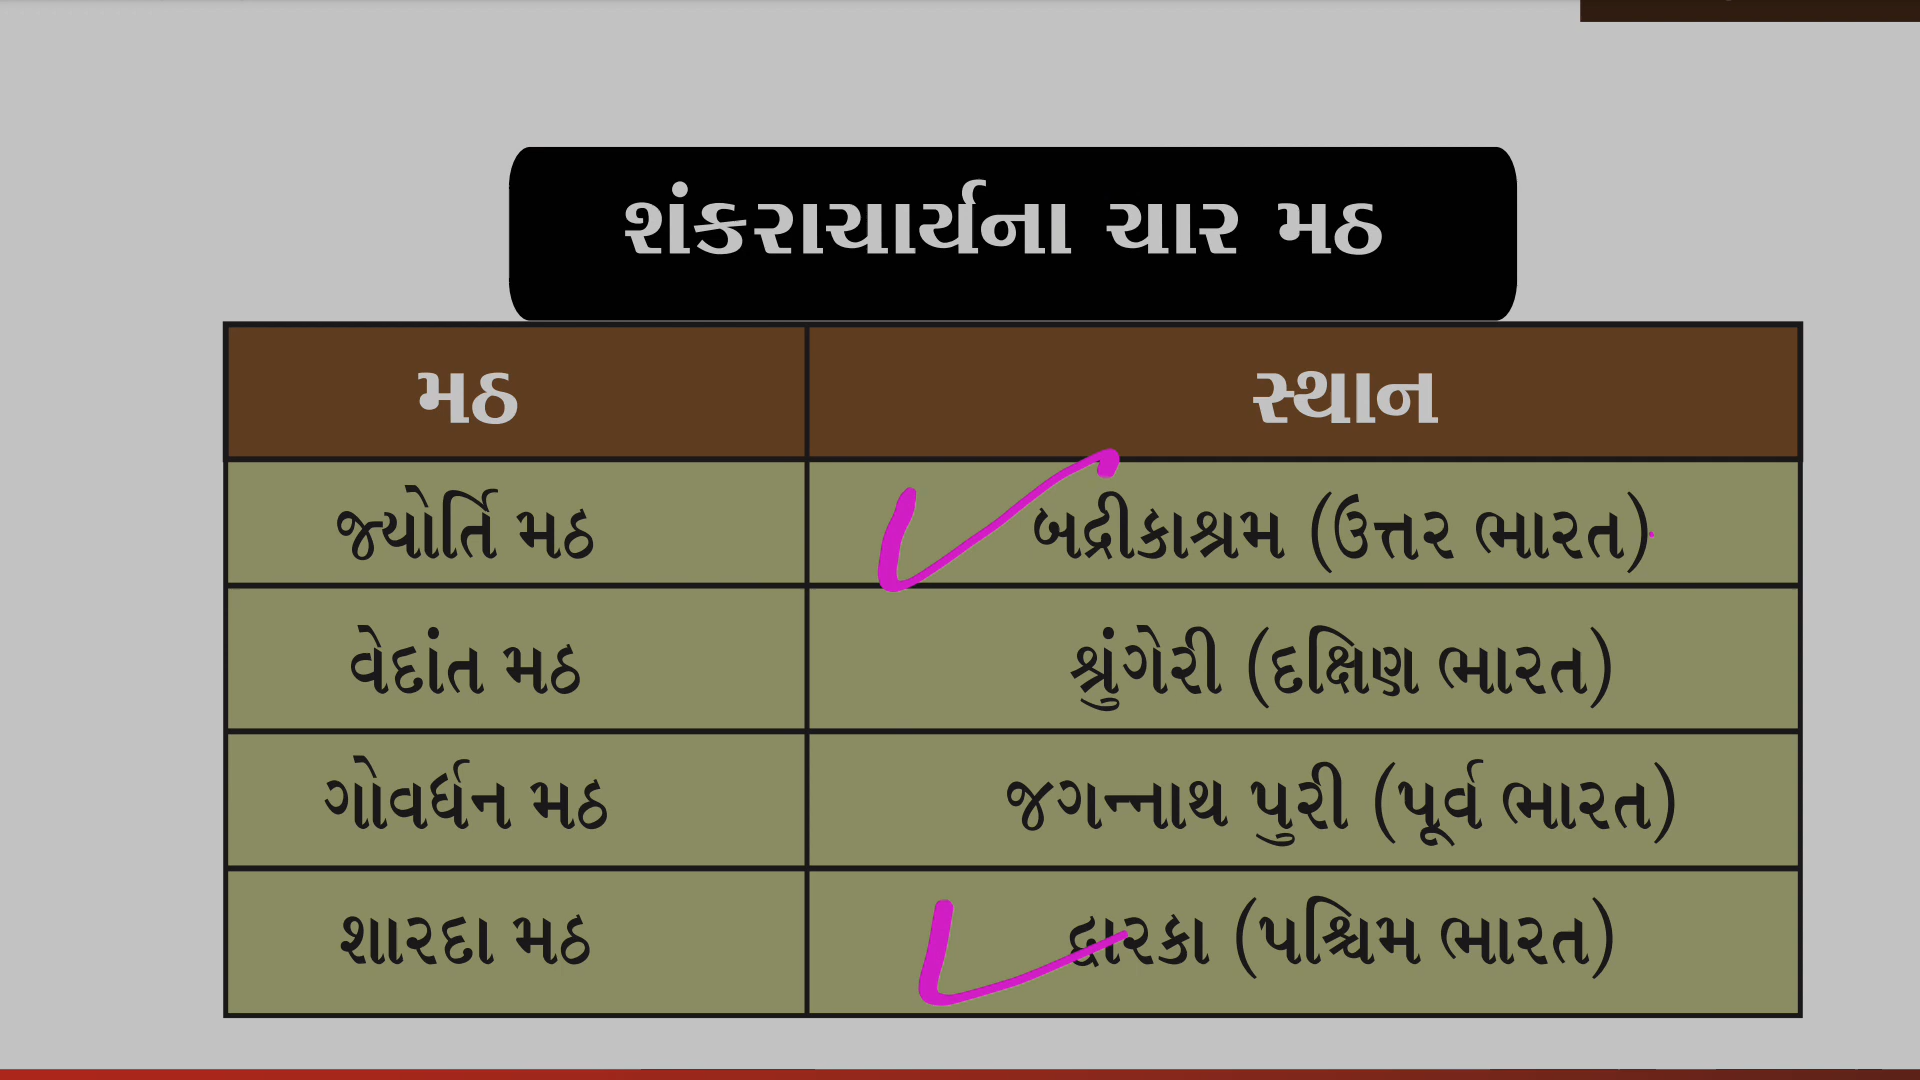 શંકરાચાર્યના ચાર મઠ
મઠ સ્થાન
જ્યોર્તિ મઠ બદ્રીકાશ્રમ (ઉત્તર ભારત)
વેદાંત મઠ શ્રુંગેરી (દક્ષિણ ભારત)
ગોવર્ધન મઠ જગન્નાથ પુરી (પૂર્વ ભારત)
શારદા મઠ દ્વારકા (પશ્ચિમ ભારત)